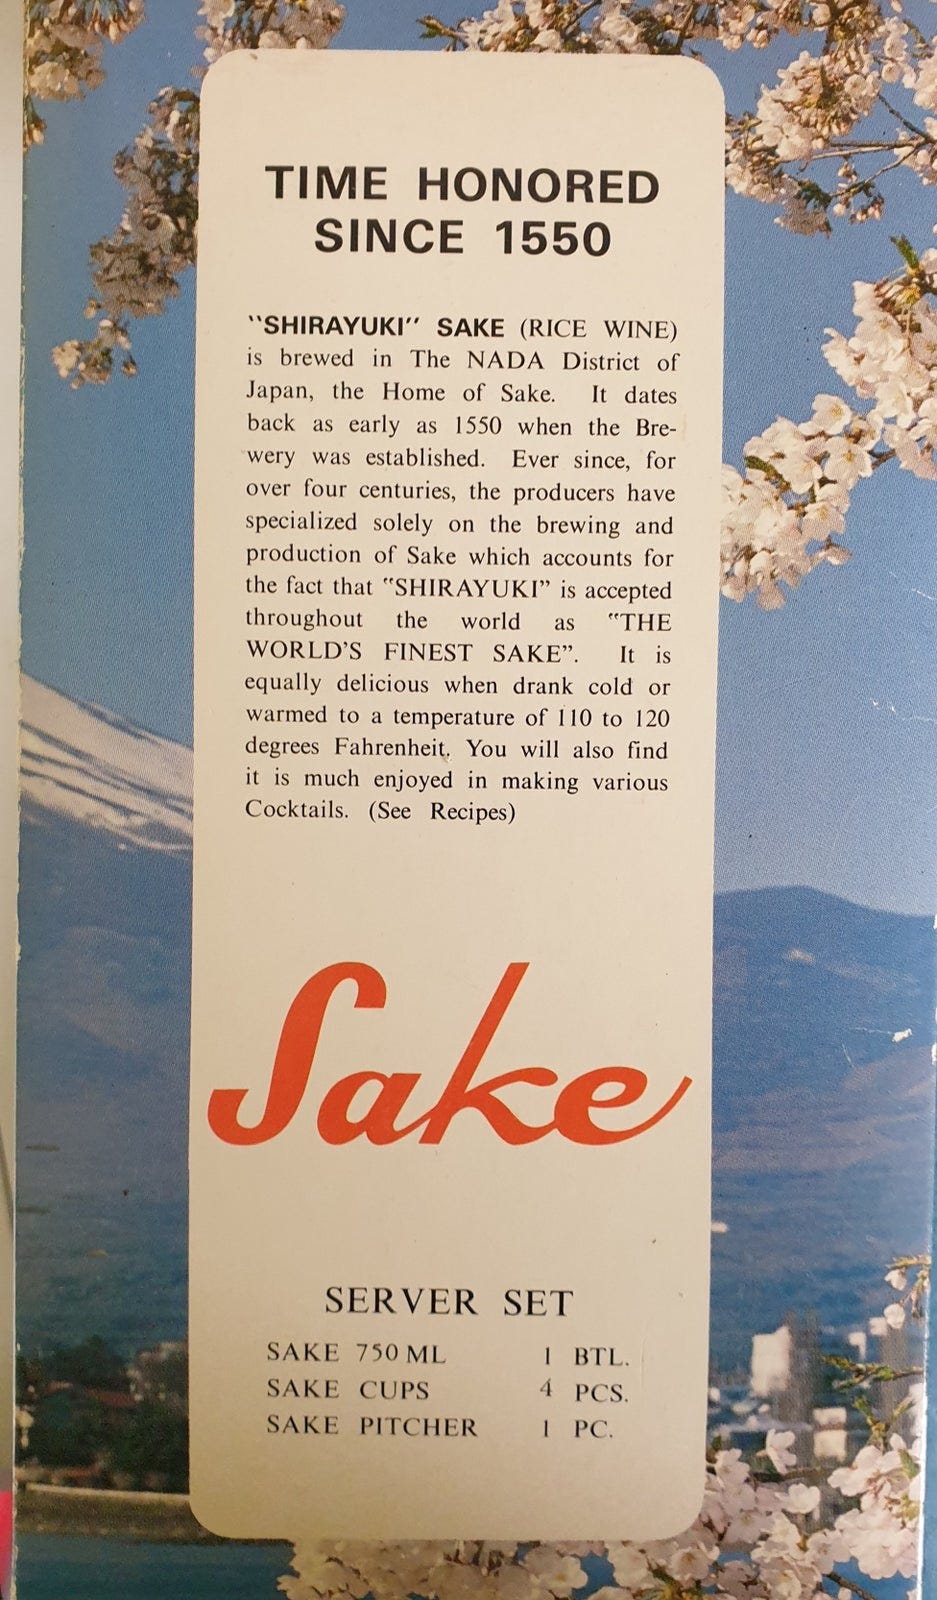 TIME HONORED
SINCE 1550
"SHIRAYUKI" SAKE (RICE WINE)
is brewed in The NADA District of
Japan, the Home of Sake. It dates
back as early as 1550 when the Bre-
wery was established. Ever since, for
over four centuries, the producers have
specialized solely on the brewing and
production of Sake which accounts for
the fact that "SHIRAYUKI" is accepted
throughout the world as "THE
WORLD'S FINEST SAKE". It is
equally delicious when drank cold or
warmed to a temperature of 110 to 120
degrees Fahrenheit. You will also find
it is much enjoyed in making various
Cocktails. (See Recipes)
Sake
SERVER SET
SAKE 750 ML 1 BTL.
SAKE CUPS 4 PCS.
SAKE PITCHER 1 PC.